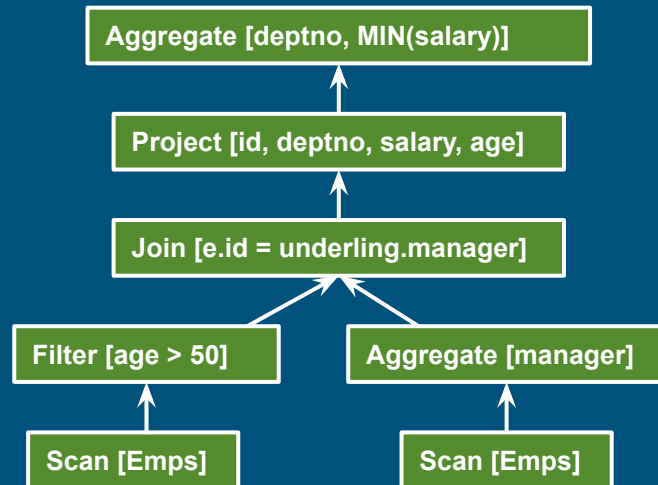 Aggregate [deptno, MIN(salary)]
Project [id, deptno, salary, age]
Join [e.id = underling.manager]
Filter [age > 50]
Aggregate [manager]
Scan [Emps]
Scan [Emps]